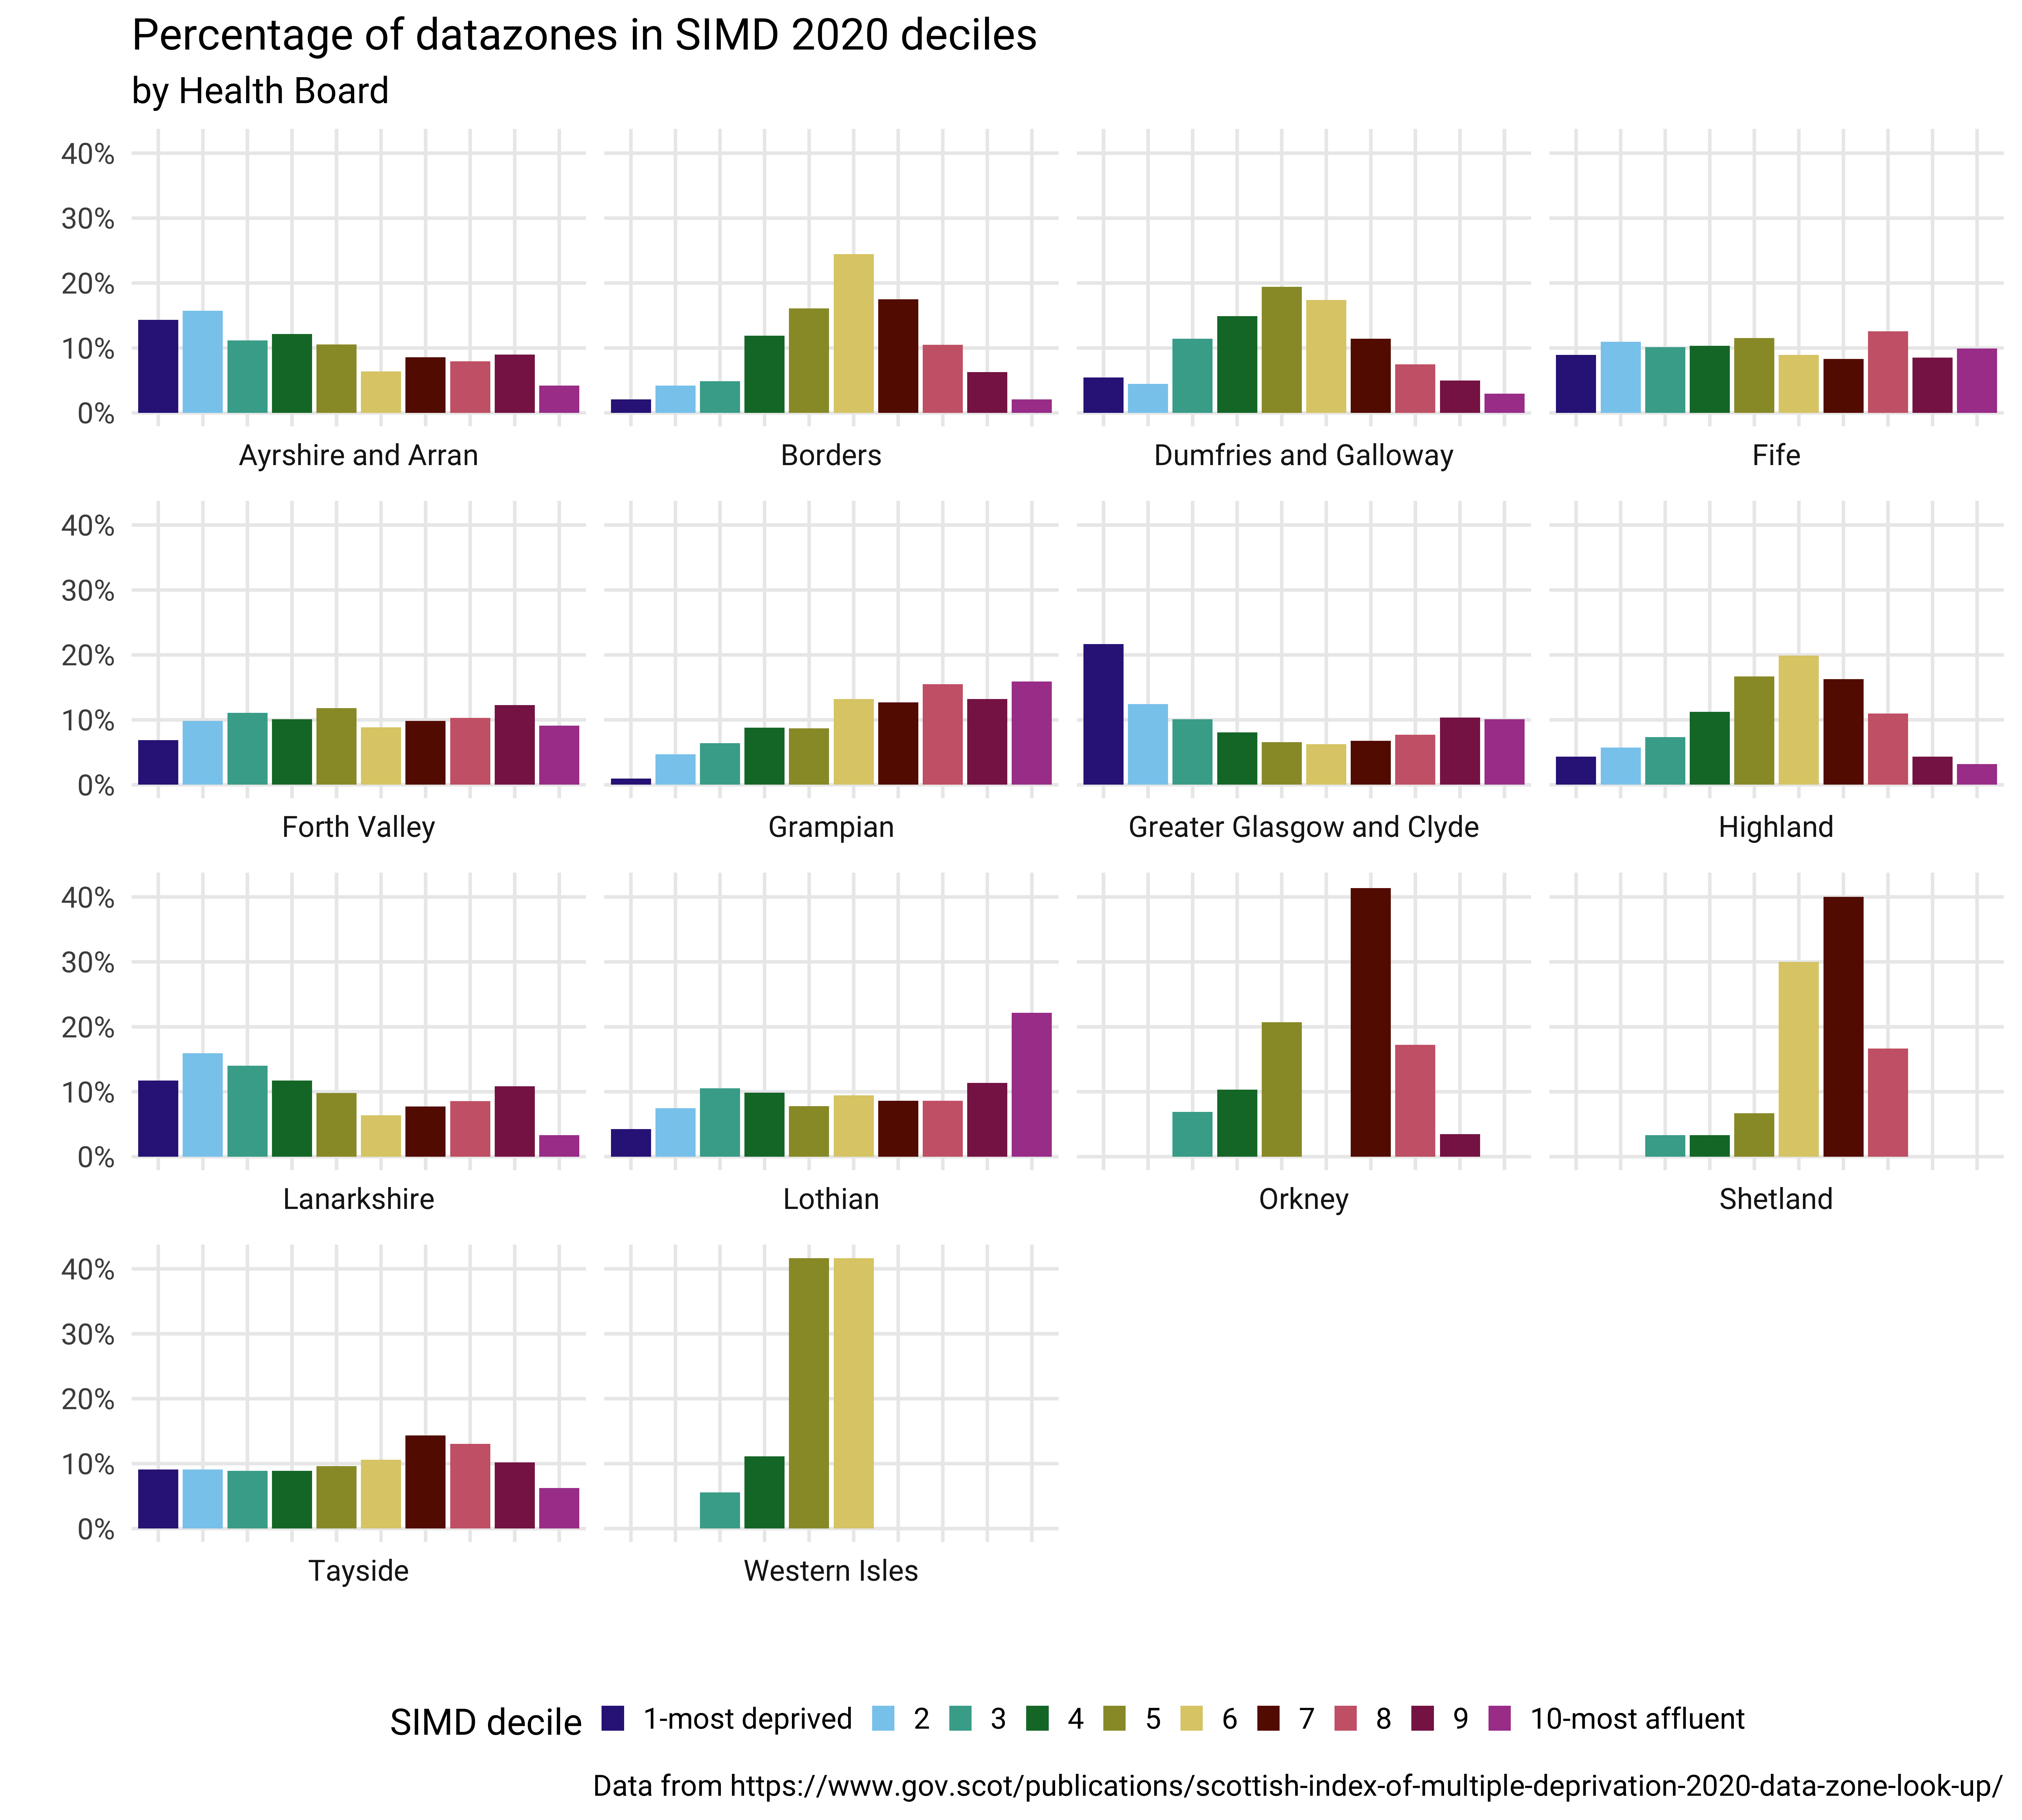 Percentage of datazones in SIMD 2020 deciles
by Health Board
40%
30%
20%
10%
0%
Ayrshire and Arran Borders Dumfries and Galloway Fife
40%
30%
20%
10%
0%
Forth Valley Grampian Greater Glasgow and Clyde Highland
40%
30%
20%
10%
0%
Lanarkshire Lothian Orkney Shetland
40%
30%
20%
10%
0%
Tayside Western Isles
SIMD decile 1-most deprived 2 3 4 5 6 7 8 9 10-most affluent
Data from https://www.gov.scot/publications/scottish-index-of-multiple-deprivation-2020-data-zone-look-up/